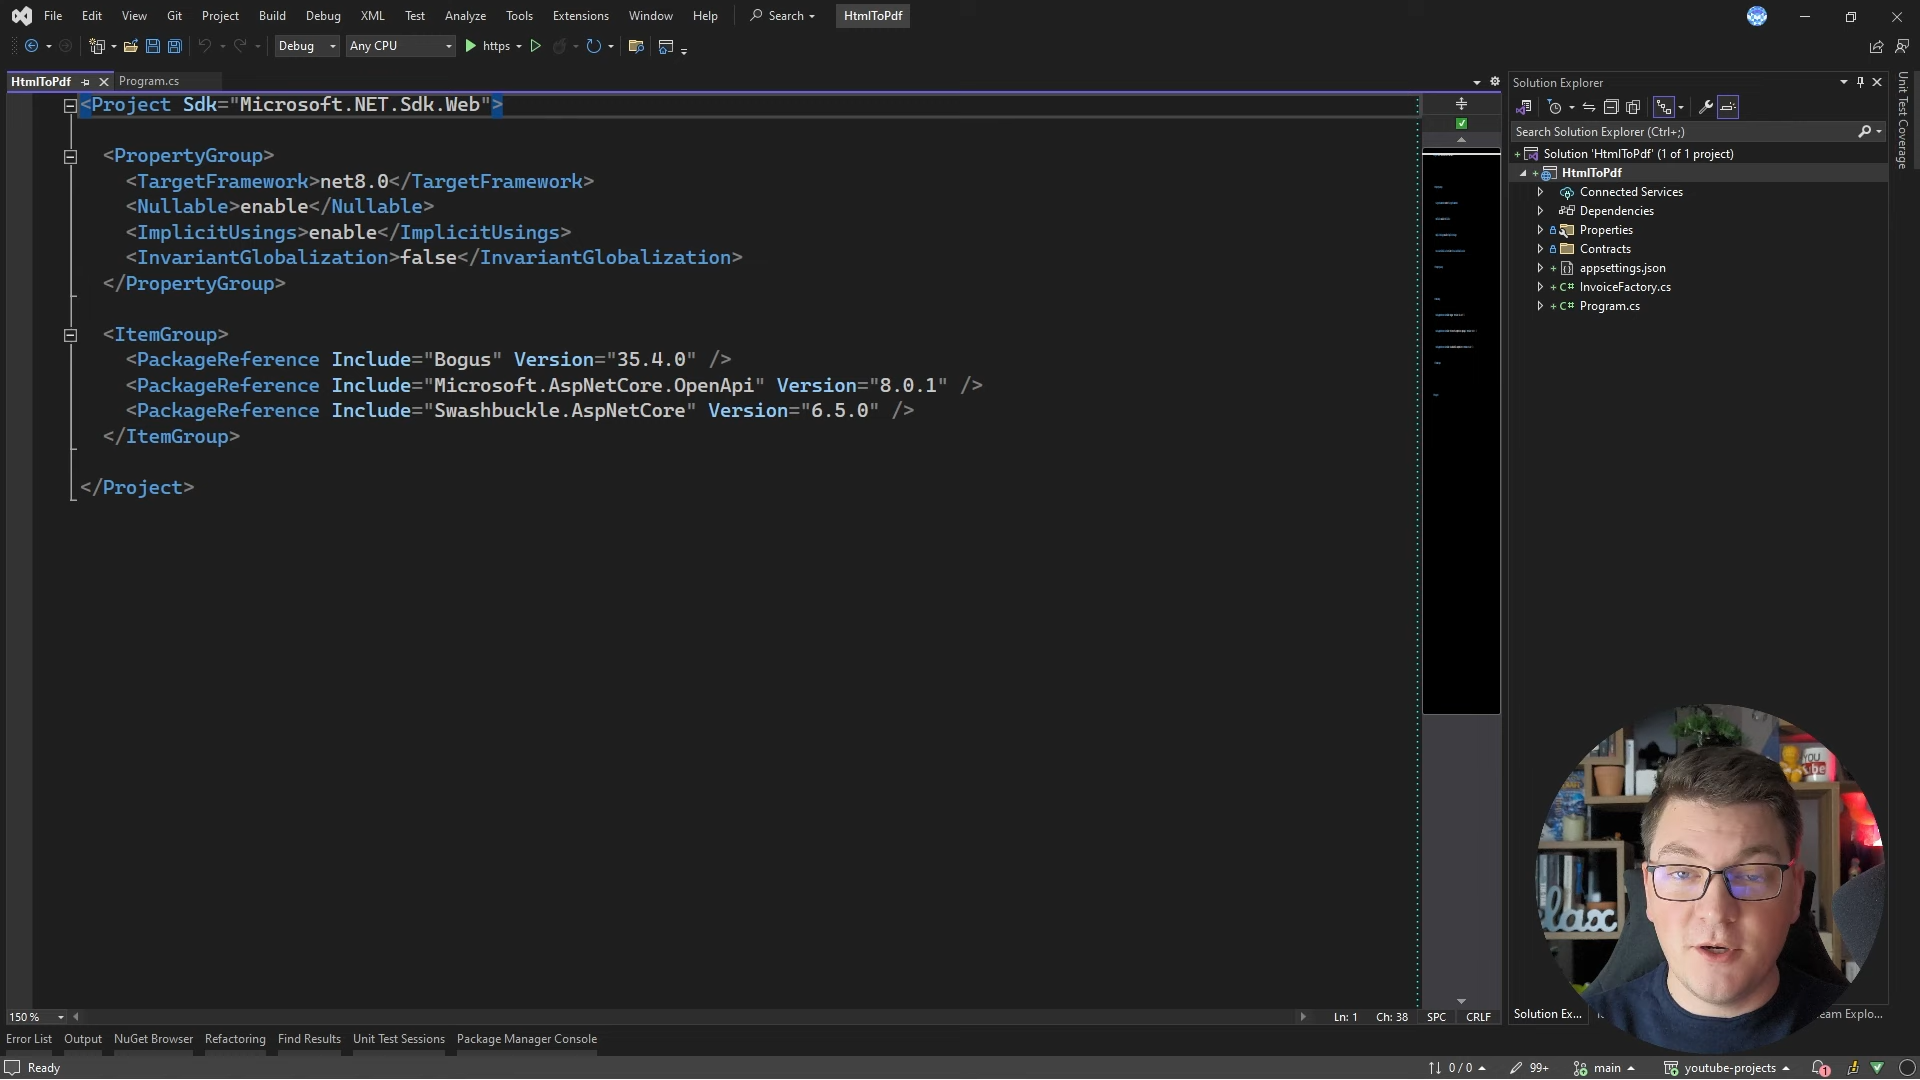 File Edit View Git Project Build Debug XML Test Analyze Tools Extensions Window Help Search HtmlToPdf
Debug Any CPU https
HtmlToPdf Program.cs
<Project Sdk="Microsoft.NET.Sdk.Web">
<PropertyGroup>
<TargetFramework>net8.0</TargetFramework>
<Nullable>enable</Nullable>
<ImplicitUsings>enable</ImplicitUsings>
<InvariantGlobalization>false</InvariantGlobalization>
</PropertyGroup>
<ItemGroup>
<PackageReference Include="Bogus" Version="35.4.0" />
<PackageReference Include="Microsoft.AspNetCore.OpenApi" Version="8.0.1" />
<PackageReference Include="Swashbuckle.AspNetCore" Version="6.5.0" />
</ItemGroup>
</Project>
150 %
Ln: 1 Ch: 38 SPC CRLF
Solution Explorer
Search Solution Explorer (Ctrl+;)
Solution 'HtmlToPdf' (1 of 1 project)
HtmlToPdf
Connected Services
Dependencies
Properties
Contracts
appsettings.json
C# InvoiceFactory.cs
C# Program.cs
Unit Test Coverage
YOU
Solution Ex...
eam Explo...
Error List Output NuGet Browser Refactoring Find Results Unit Test Sessions Package Manager Console
Ready
0 / 0 99+ main youtube-projects 1